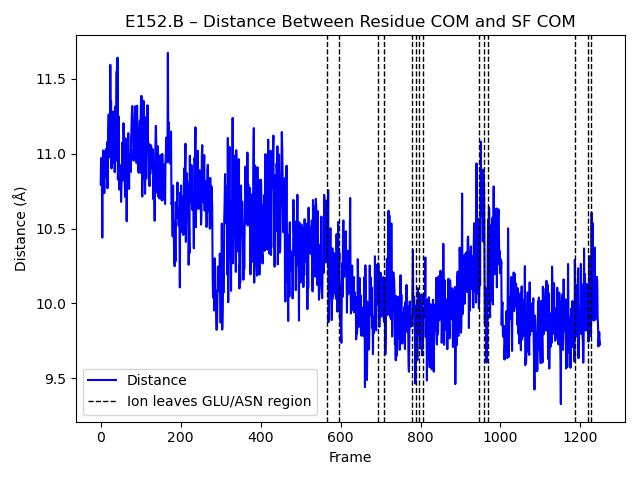 E152.B – Distance Between Residue COM and SF COM
Distance (Å)
11.5
11.0
10.5
10.0
9.5
Distance
Ion leaves GLU/ASN region
0 200 400 600 800 1000 1200
Frame